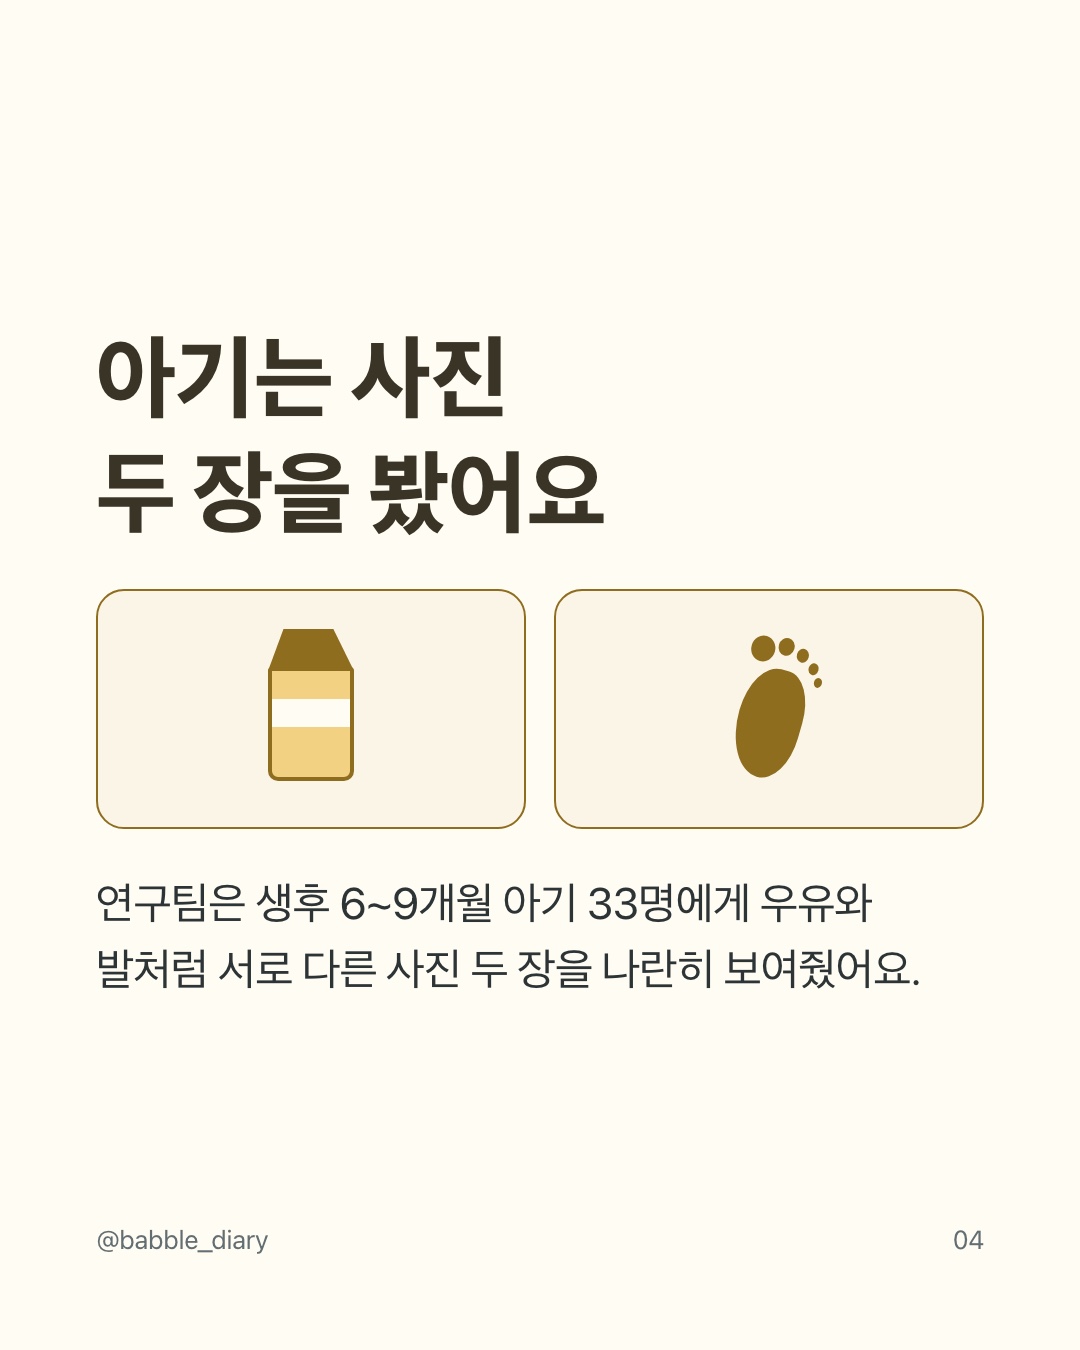 아기는 사진
두 장을 봤어요
연구팀은 생후 6~9개월 아기 33명에게 우유와
발처럼 서로 다른 사진 두 장을 나란히 보여줬어요.
@babble_diary
04